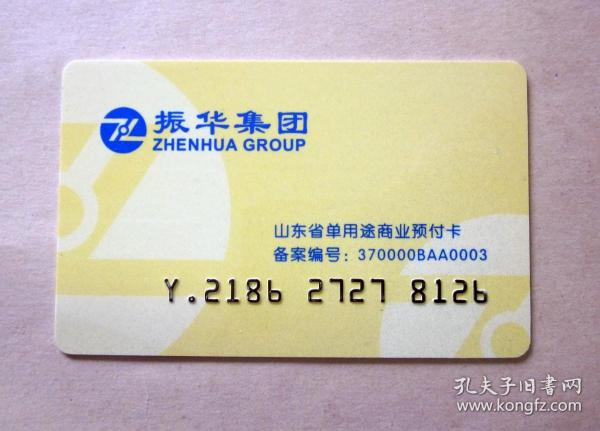 振华集团
ZHENHUA GROUP
山东省单用途商业预付卡
备案编号：370000BAA0003
Y.2186 2727 8126
孔夫子旧书网
www.kongfz.com